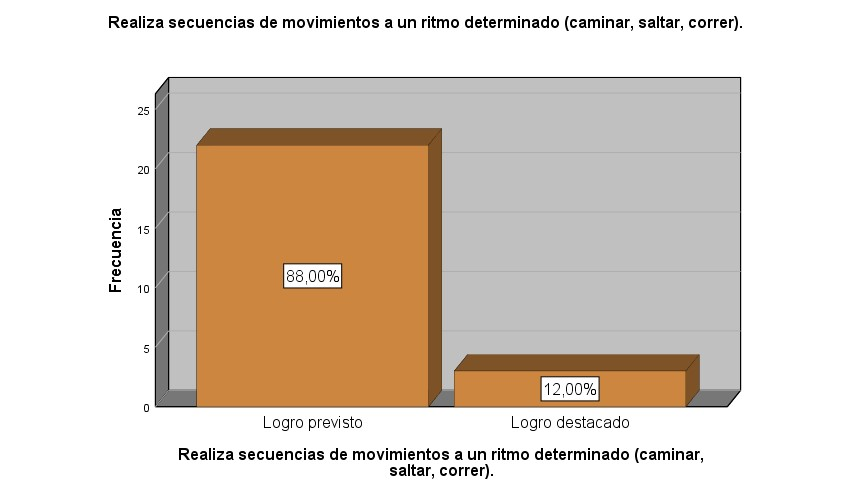 Realiza secuencias de movimientos a un ritmo determinado (caminar, saltar, correr).
25
20
15
10
5
0
Frecuencia
88,00%
12,00%
Logro previsto
Logro destacado
Realiza secuencias de movimientos a un ritmo determinado (caminar,
saltar, correr).